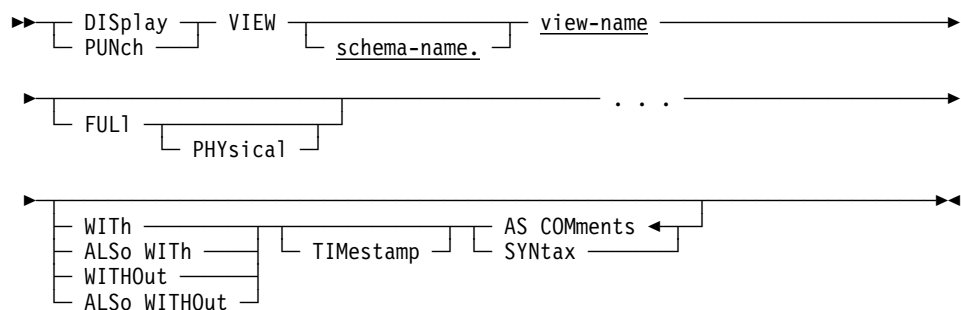 DISplay VIEW schema-name. view-name
PUNch
FULl . . .
PHYsical
WITh AS COMments
ALSo WITh TIMestamp SYNtax
WITHOut
ALSo WITHOut